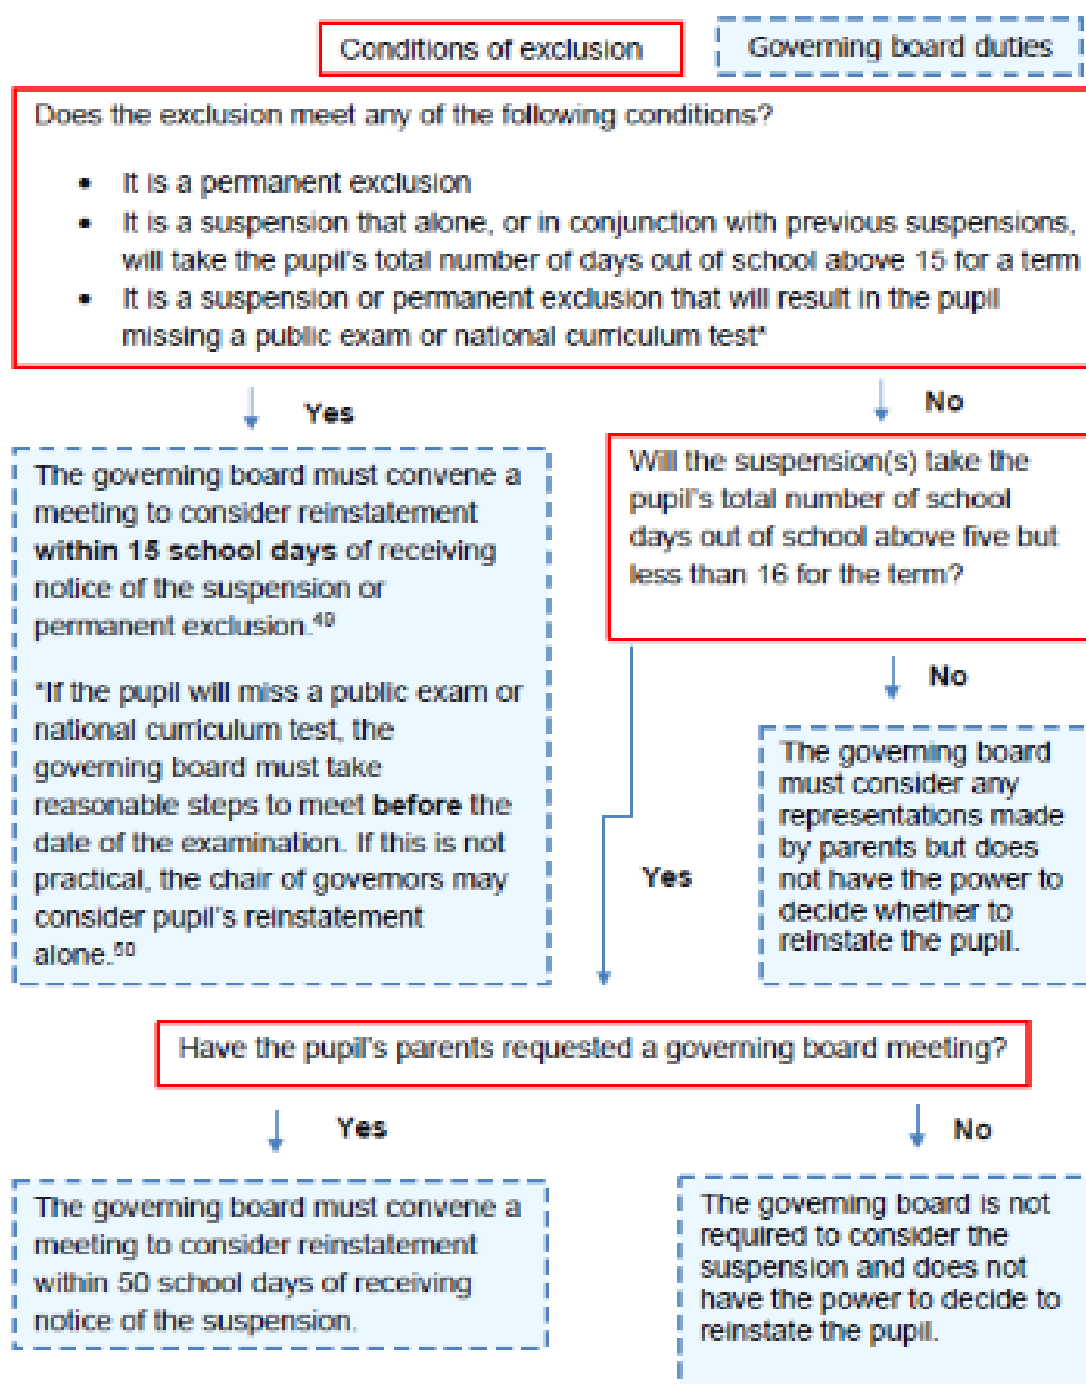 Conditions of exclusion
Governing board duties
Does the exclusion meet any of the following conditions?
• It is a permanent exclusion
• It is a suspension that alone, or in conjunction with previous suspensions,
will take the pupil's total number of days out of school above 15 for a term
• It is a suspension or permanent exclusion that will result in the pupil
missing a public exam or national curriculum test*
Yes
No
The governing board must convene a
meeting to consider reinstatement
within 15 school days of receiving
notice of the suspension or
permanent exclusion.⁴⁹
*If the pupil will miss a public exam or
national curriculum test, the
governing board must take
reasonable steps to meet before the
date of the examination. If this is not
practical, the chair of governors may
consider pupil's reinstatement
alone.⁵⁰
Will the suspension(s) take the
pupil's total number of school
days out of school above five but
less than 16 for the term?
No
The governing board
must consider any
representations made
by parents but does
not have the power to
decide whether to
reinstate the pupil.
Yes
Have the pupil's parents requested a governing board meeting?
Yes
No
The governing board must convene a
meeting to consider reinstatement
within 50 school days of receiving
notice of the suspension.
The governing board is not
required to consider the
suspension and does not
have the power to decide to
reinstate the pupil.